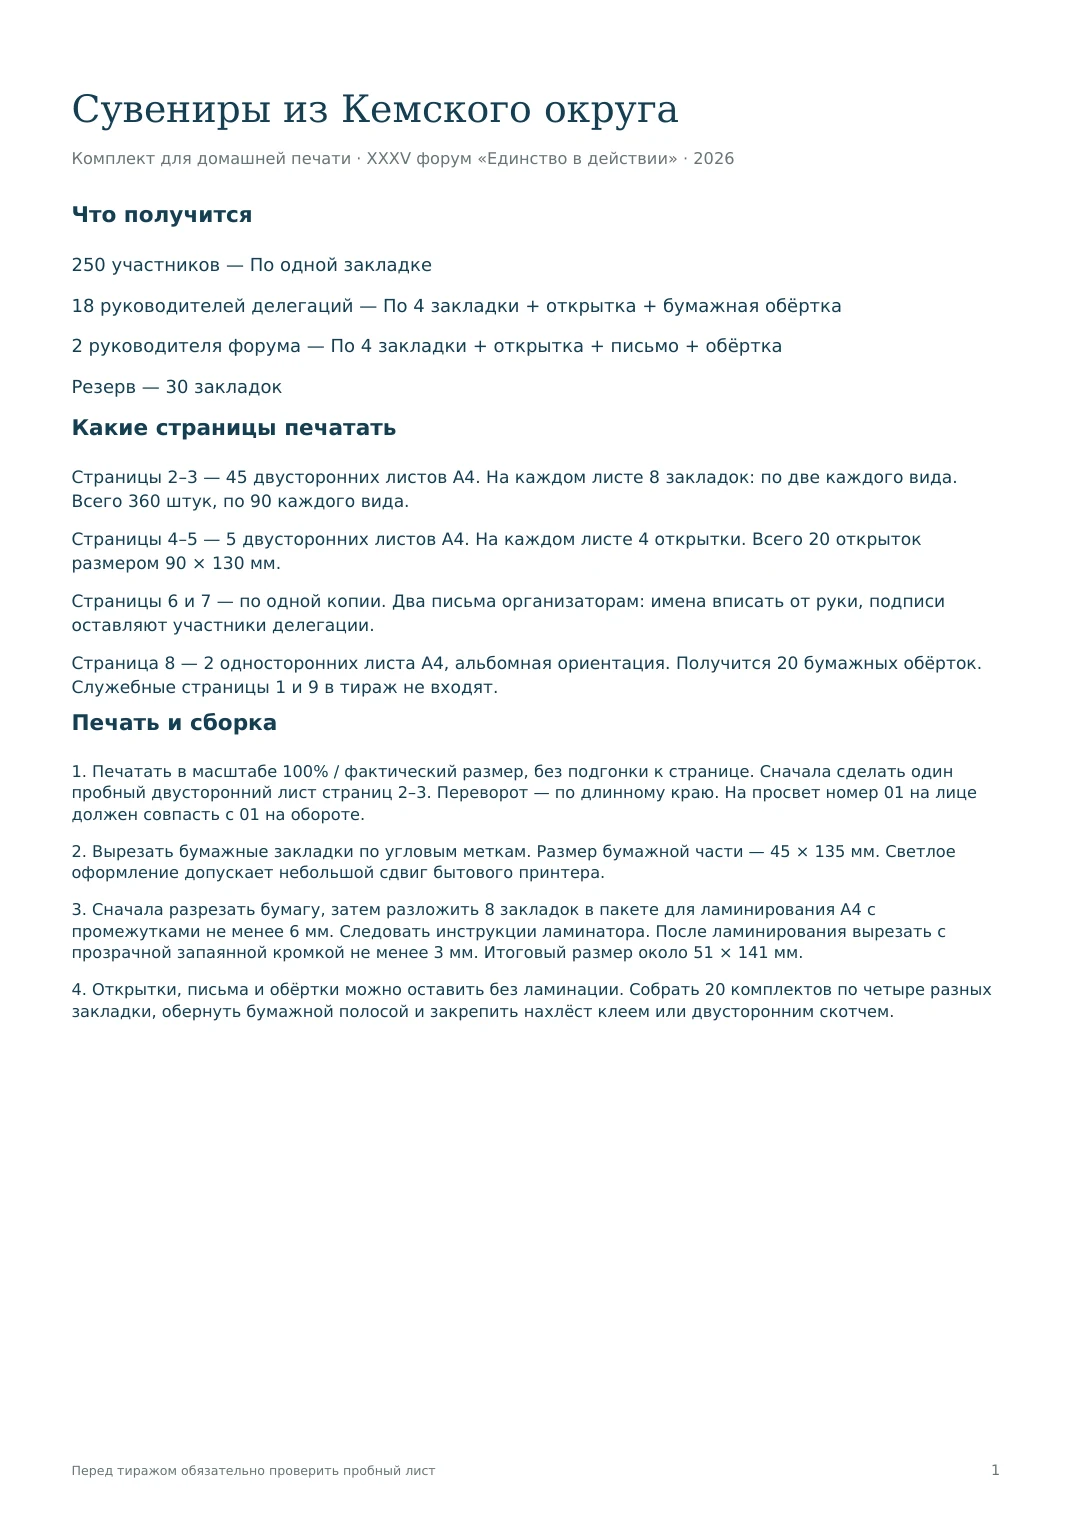 Сувениры из Кемского округа
Комплект для домашней печати · XXXV форум «Единство в действии» · 2026
Что получится
250 участников — По одной закладке
18 руководителей делегаций — По 4 закладки + открытка + бумажная обёртка
2 руководителя форума — По 4 закладки + открытка + письмо + обёртка
Резерв — 30 закладок
Какие страницы печатать
Страницы 2–3 — 45 двусторонних листов А4. На каждом листе 8 закладок: по две каждого вида.
Всего 360 штук, по 90 каждого вида.
Страницы 4–5 — 5 двусторонних листов А4. На каждом листе 4 открытки. Всего 20 открыток
размером 90 × 130 мм.
Страницы 6 и 7 — по одной копии. Два письма организаторам: имена вписать от руки, подписи
оставляют участники делегации.
Страница 8 — 2 односторонних листа А4, альбомная ориентация. Получится 20 бумажных обёрток.
Служебные страницы 1 и 9 в тираж не входят.
Печать и сборка
1. Печатать в масштабе 100% / фактический размер, без подгонки к странице. Сначала сделать один
пробный двусторонний лист страниц 2–3. Переворот — по длинному краю. На просвет номер 01 на лице
должен совпасть с 01 на обороте.
2. Вырезать бумажные закладки по угловым меткам. Размер бумажной части — 45 × 135 мм. Светлое
оформление допускает небольшой сдвиг бытового принтера.
3. Сначала разрезать бумагу, затем разложить 8 закладок в пакете для ламинирования А4 с
промежутками не менее 6 мм. Следовать инструкции ламинатора. После ламинирования вырезать с
прозрачной запаянной кромкой не менее 3 мм. Итоговый размер около 51 × 141 мм.
4. Открытки, письма и обёртки можно оставить без ламинации. Собрать 20 комплектов по четыре разных
закладки, обернуть бумажной полосой и закрепить нахлёст клеем или двусторонним скотчем.
Перед тиражом обязательно проверить пробный лист
1